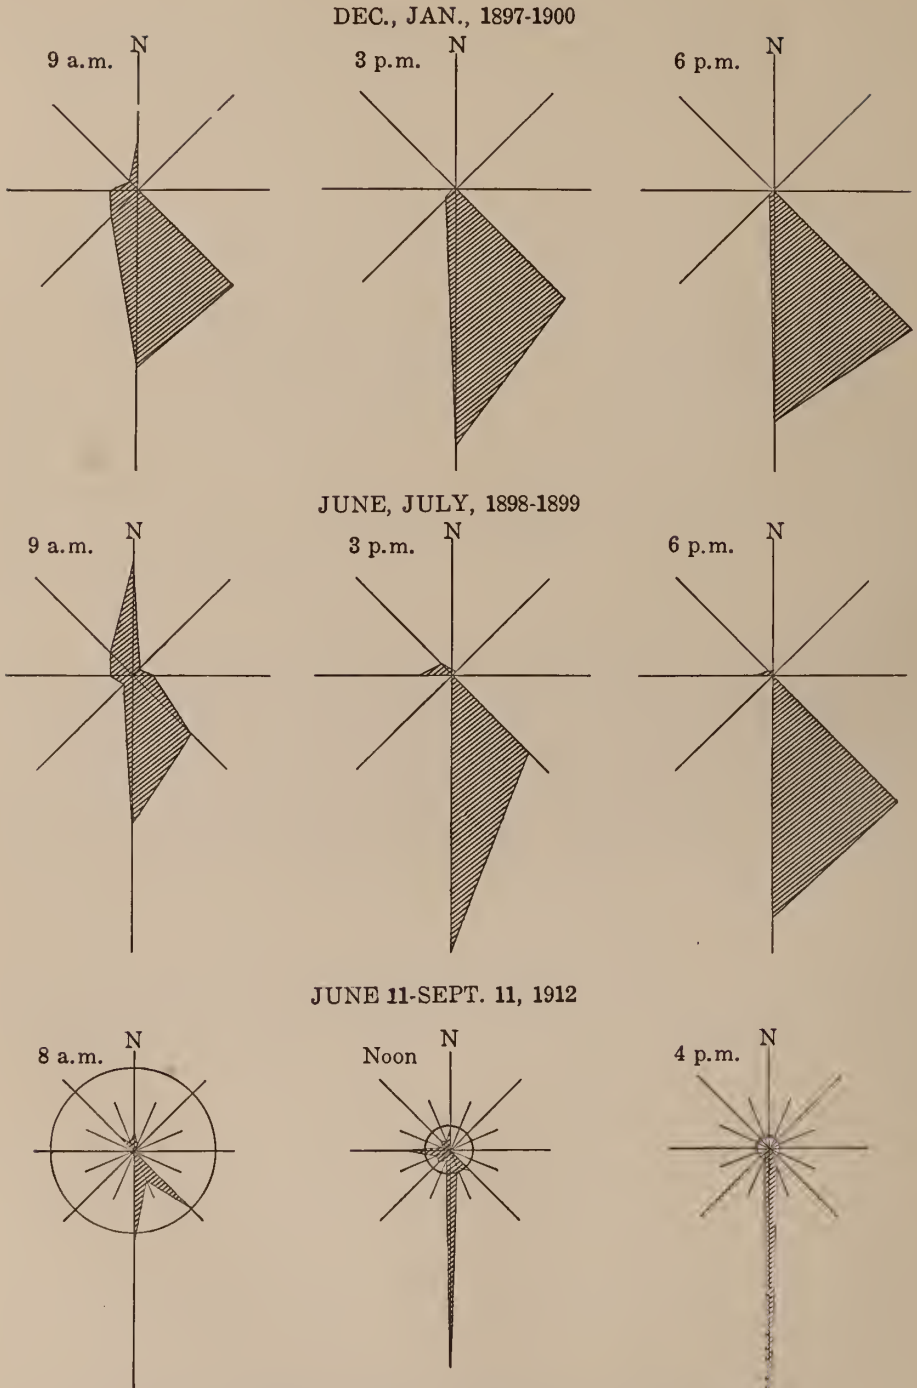 DEC., JAN., 1897-1900
9 a.m. N 3 p.m. N 6 p.m. N
JUNE, JULY, 1898-1899
9 a.m. N 3 p.m. N 6 p.m. N
JUNE 11-SEPT. 11, 1912
8 a.m. N Noon N 4 p.m. N